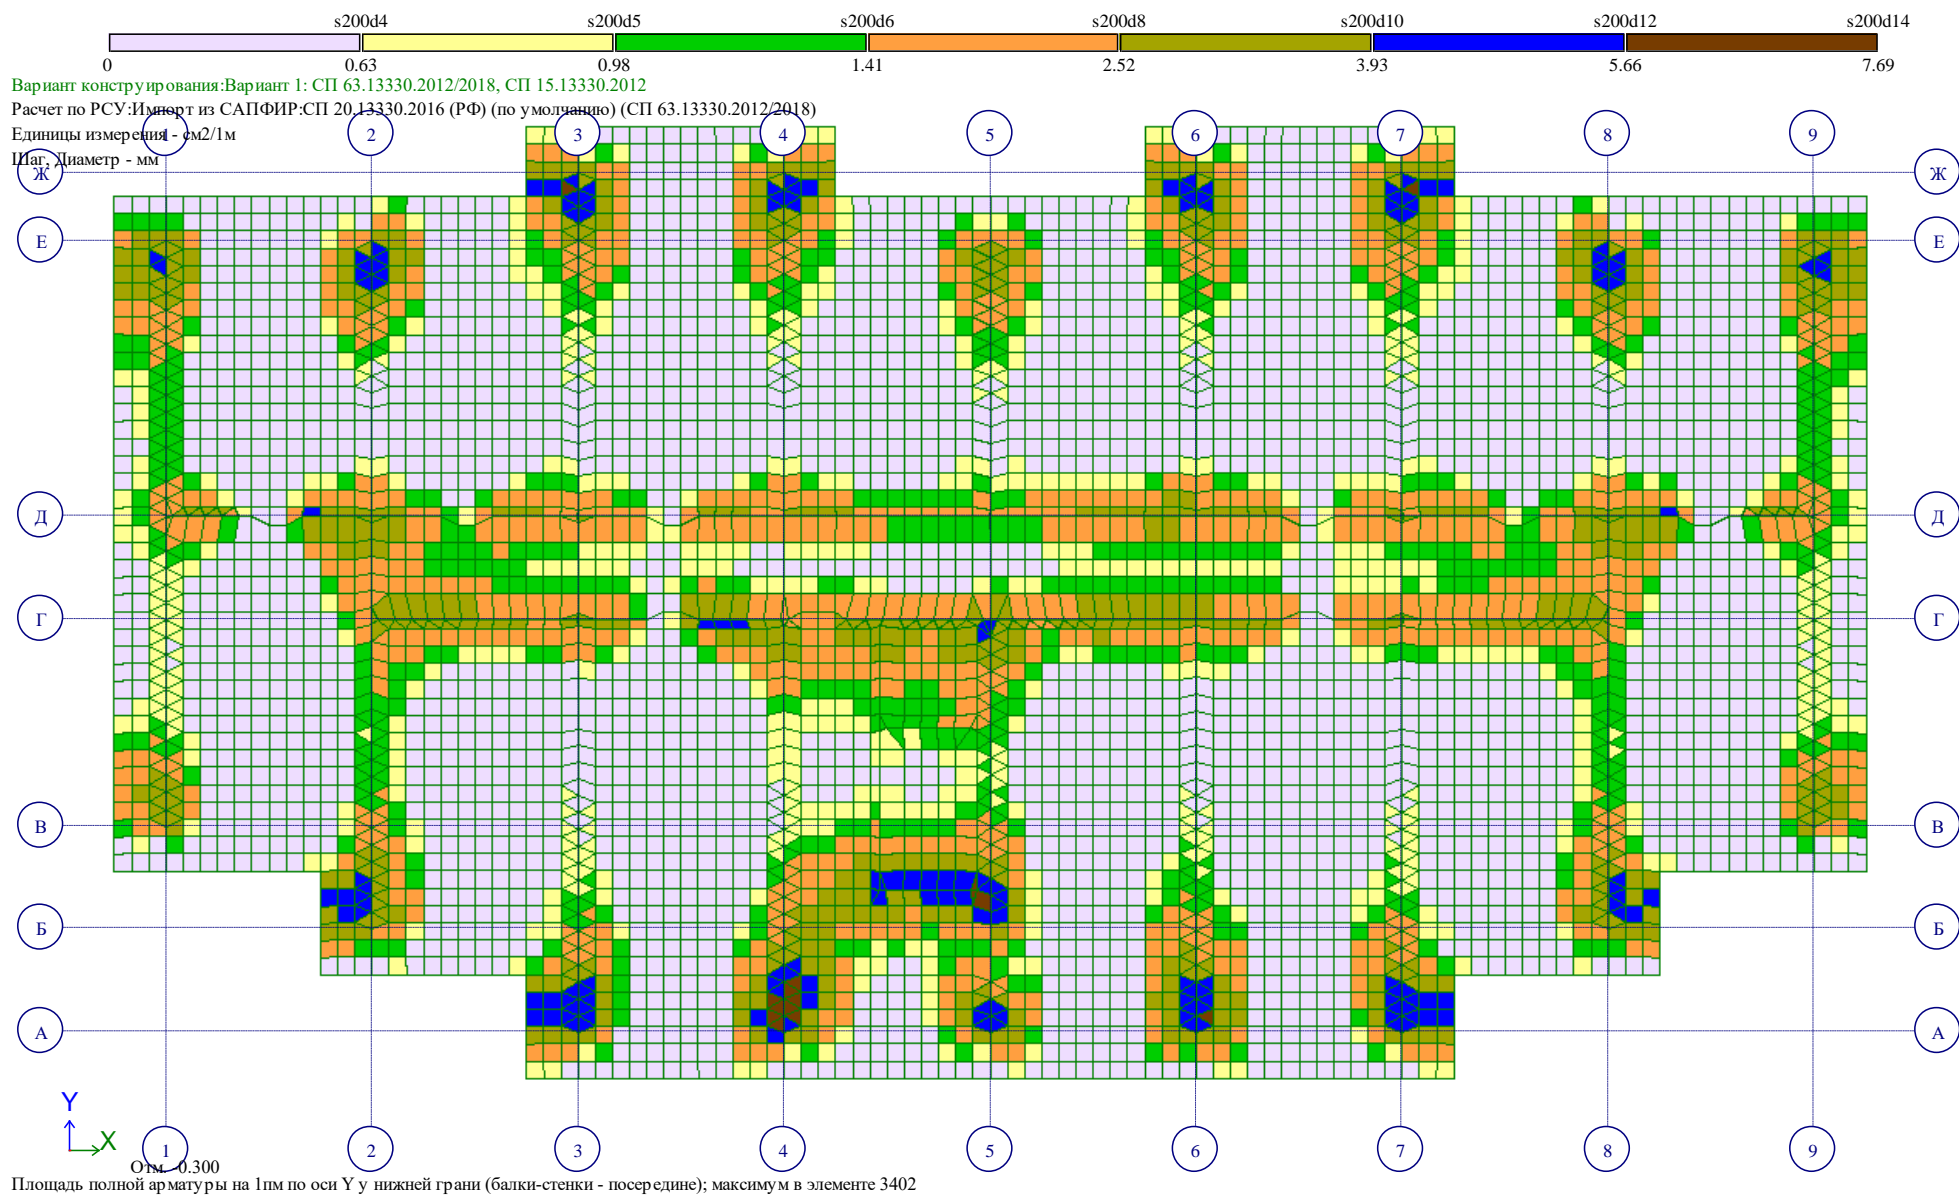 s200d4 s200d5 s200d6 s200d8 s200d10 s200d12 s200d14
0 0.63 0.98 1.41 2.52 3.93 5.66 7.69
Вариант конструирования:Вариант 1: СП 63.13330.2012/2018, СП 15.13330.2012
Расчет по РСУ:Импорт из САПФИР:СП 20.13330.2016 (РФ) (по умолчанию) (СП 63.13330.2012/2018)
Единицы измерения - см2/1м
Шаг, Диаметр - мм
1 2 3 4 5 6 7 8 9
Ж Ж
Е Е
Д Д
Г Г
В В
Б Б
А А
Y
X
1 2 3 4 5 6 7 8 9
Отм. -0.300
Площадь полной арматуры на 1пм по оси Y у нижней грани (балки-стенки - посередине); максимум в элементе 3402